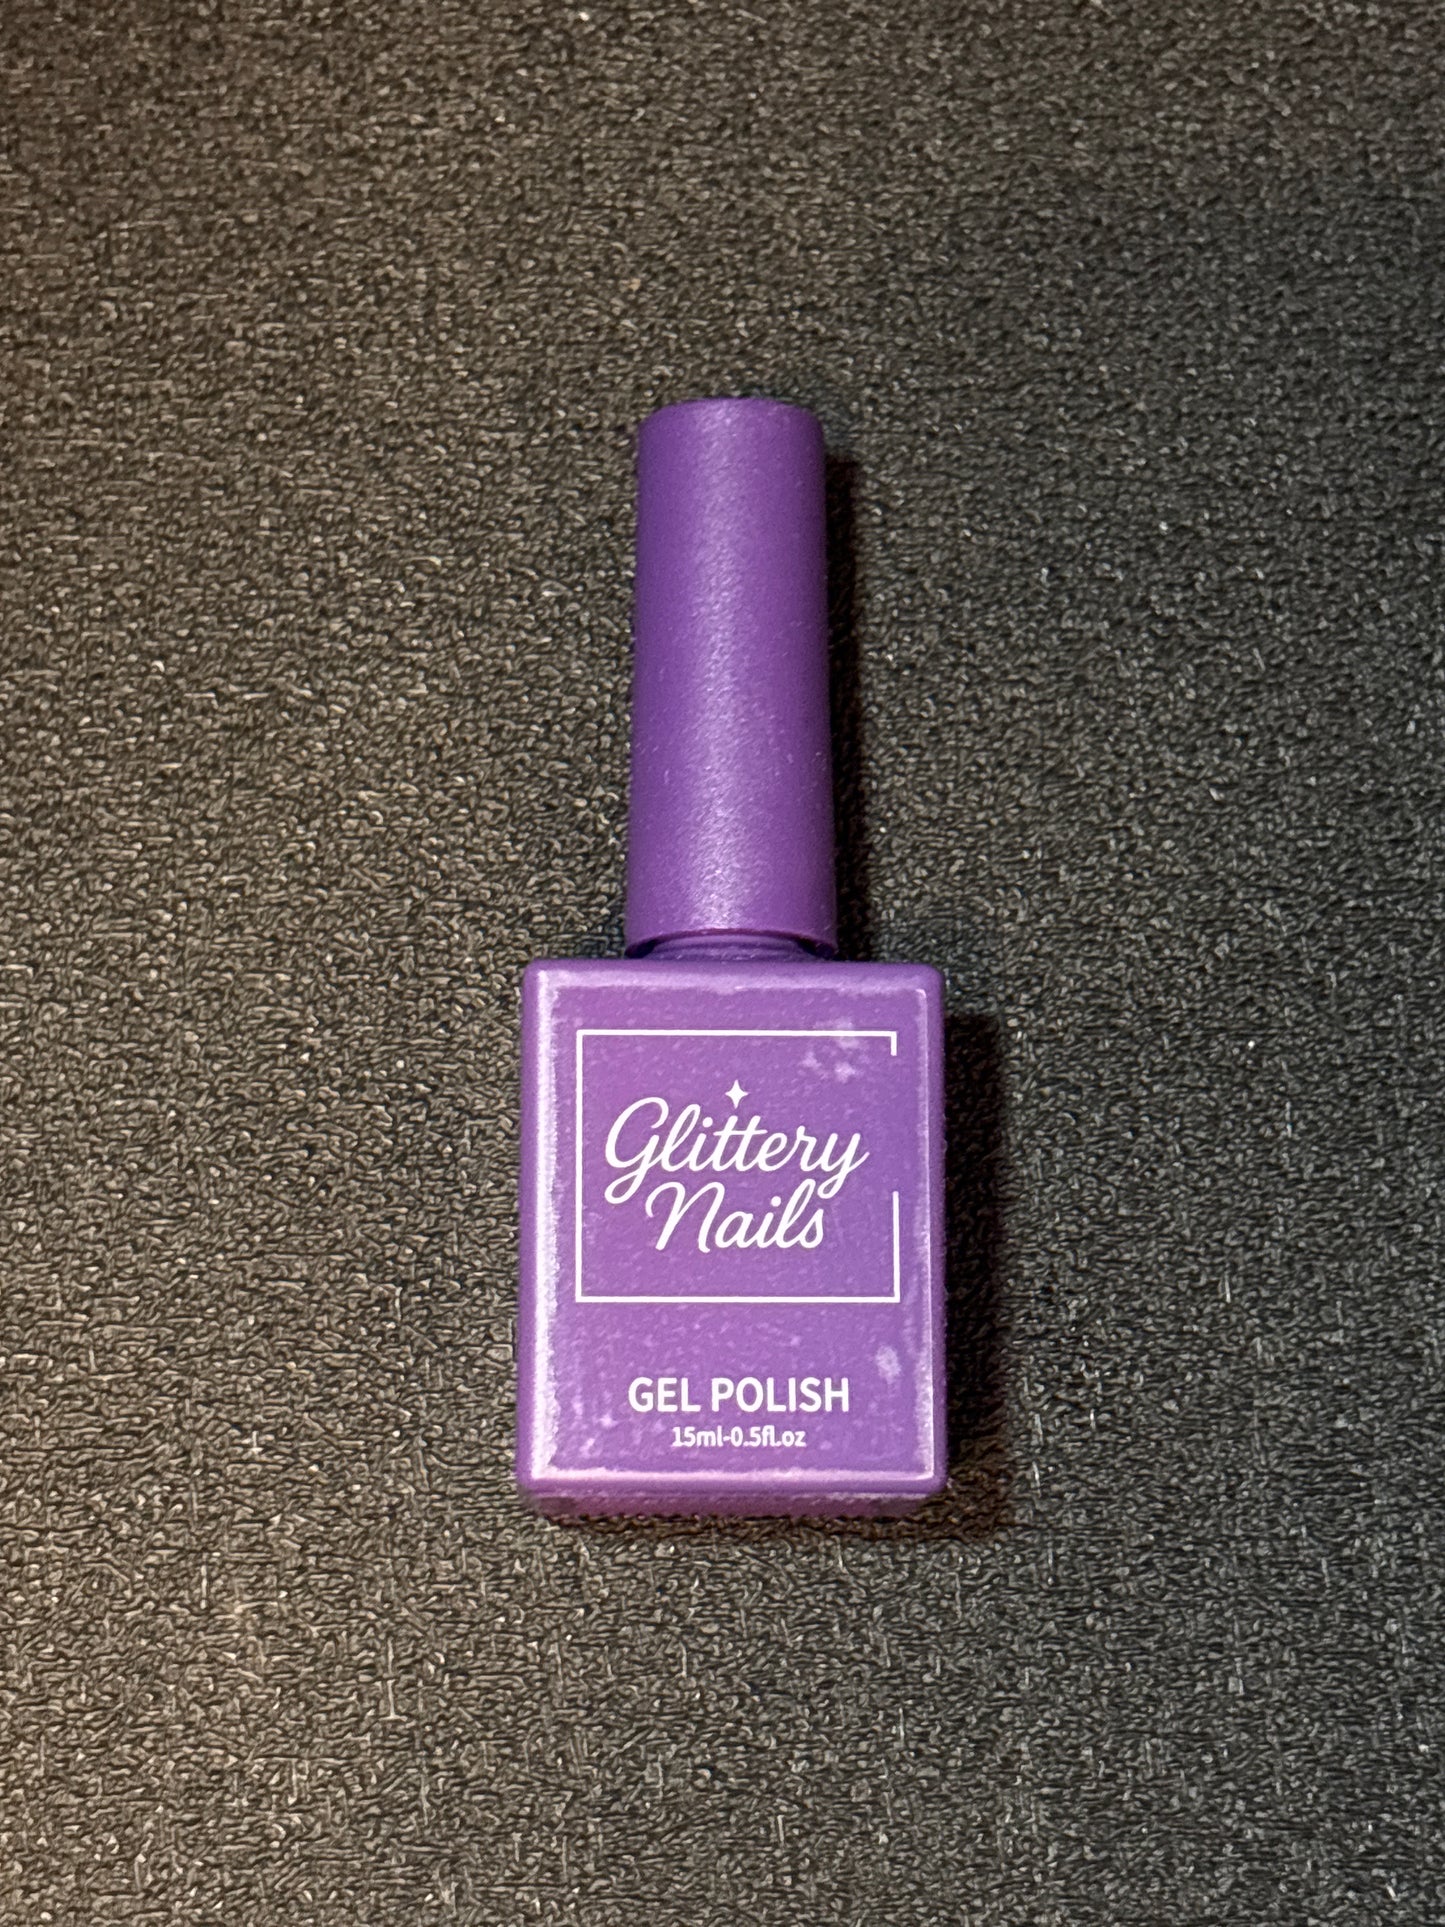 Glittery
Nails
GEL POLISH
15ml-0.5fl.oz